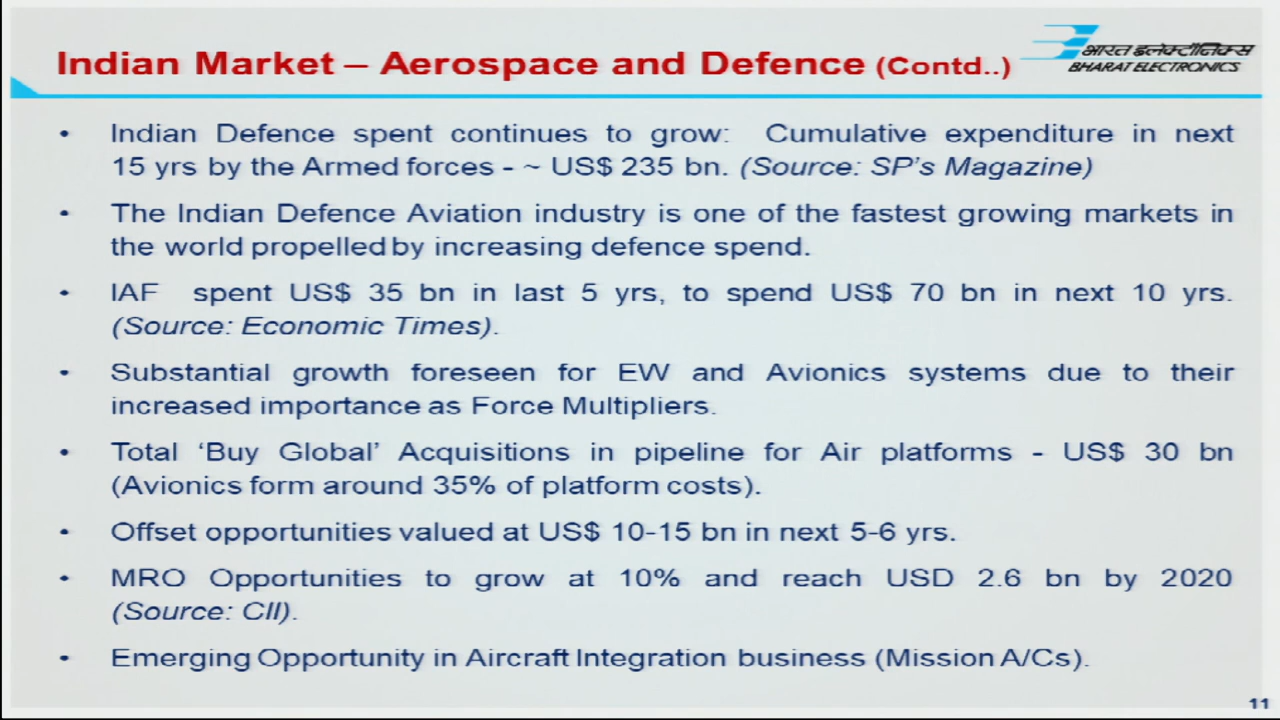 Indian Market – Aerospace and Defence (Contd..)
भारत इलेक्ट्रॉनिक्स
BHARAT ELECTRONICS
• Indian Defence spent continues to grow: Cumulative expenditure in next
15 yrs by the Armed forces - ~ US$ 235 bn. (Source: SP's Magazine)
• The Indian Defence Aviation industry is one of the fastest growing markets in
the world propelled by increasing defence spend.
• IAF spent US$ 35 bn in last 5 yrs, to spend US$ 70 bn in next 10 yrs.
(Source: Economic Times).
• Substantial growth foreseen for EW and Avionics systems due to their
increased importance as Force Multipliers.
• Total ‘Buy Global’ Acquisitions in pipeline for Air platforms - US$ 30 bn
(Avionics form around 35% of platform costs).
• Offset opportunities valued at US$ 10-15 bn in next 5-6 yrs.
• MRO Opportunities to grow at 10% and reach USD 2.6 bn by 2020
(Source: CII).
• Emerging Opportunity in Aircraft Integration business (Mission A/Cs).
11